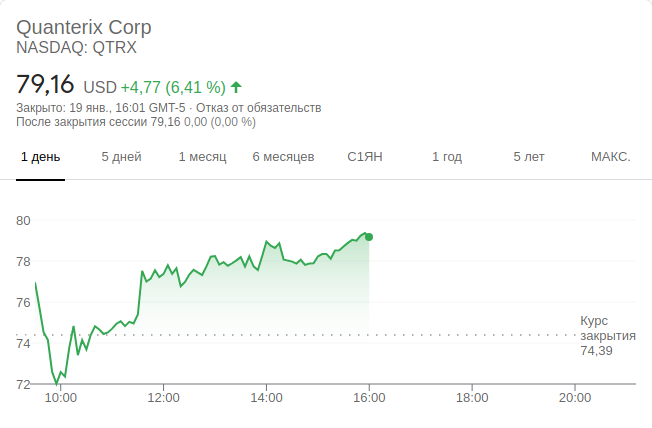 Quanterix Corp
NASDAQ: QTRX
79,16 USD +4,77 (6,41 %)
Закрыто: 19 янв., 16:01 GMT-5 · Отказ от обязательств
После закрытия сессии 79,16 0,00 (0,00 %)
1 день 5 дней 1 месяц 6 месяцев С1ЯН 1 год 5 лет МАКС.
80
78
76
74
72
Курс
закрытия
74,39
10:00 12:00 14:00 16:00 18:00 20:00